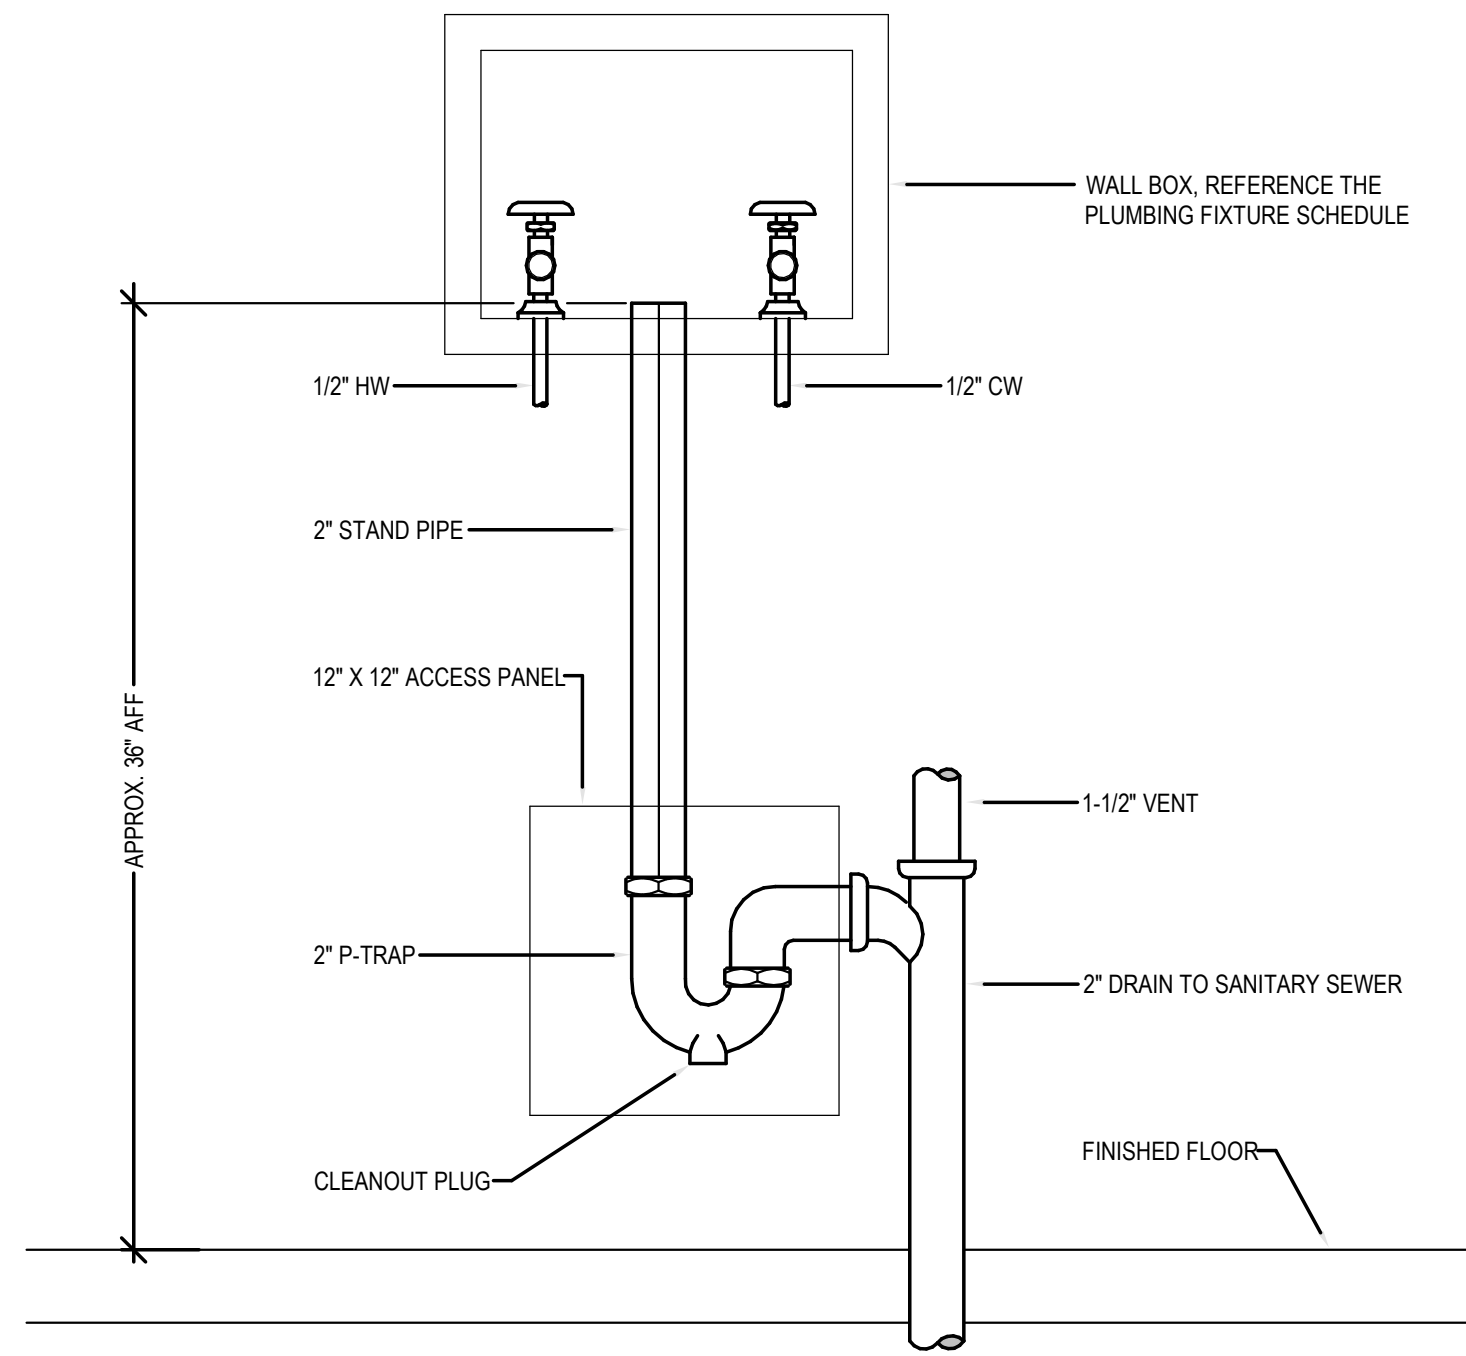 WALL BOX, REFERENCE THE
PLUMBING FIXTURE SCHEDULE
1/2" HW
1/2" CW
2" STAND PIPE
12" X 12" ACCESS PANEL
APPROX. 36" AFF
1-1/2" VENT
2" P-TRAP
2" DRAIN TO SANITARY SEWER
CLEANOUT PLUG
FINISHED FLOOR